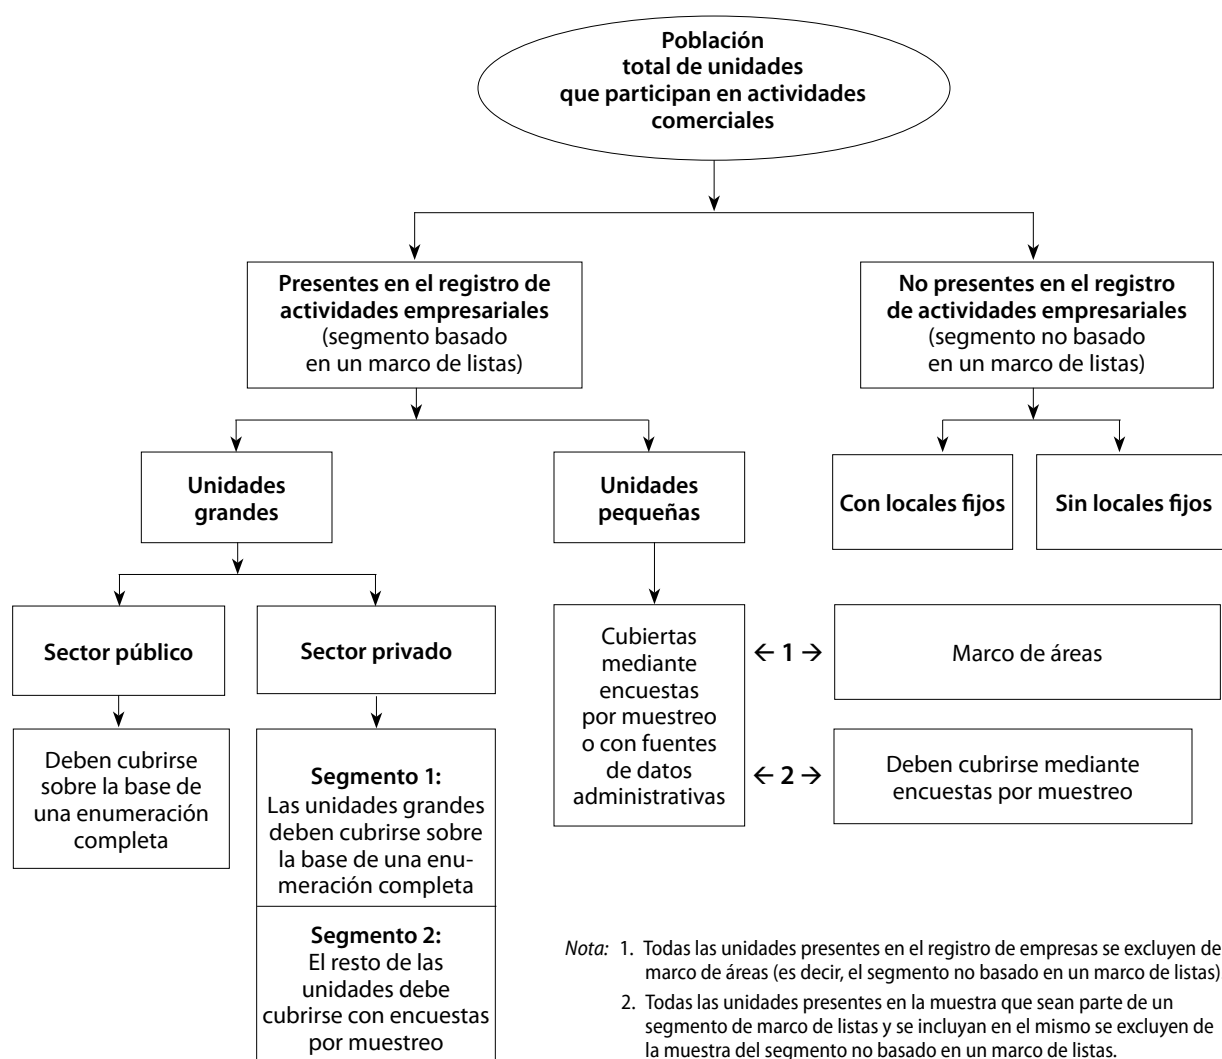 Población
total de unidades
que participan en actividades
comerciales
Presentes en el registro de
actividades empresariales
(segmento basado
en un marco de listas)
No presentes en el registro
de actividades empresariales
(segmento no basado
en un marco de listas)
Unidades
grandes
Unidades
pequeñas
Con locales fijos
Sin locales fijos
Sector público
Sector privado
Cubiertas
mediante
encuestas
por muestreo
o con fuentes
de datos
administrativas
← 1 →
Marco de áreas
← 2 →
Deben cubrirse mediante
encuestas por muestreo
Deben cubrirse
sobre la base de
una enumeración
completa
Segmento 1:
Las unidades grandes
deben cubrirse sobre
la base de una enu-
meración completa
Segmento 2:
El resto de las
unidades debe
cubrirse con encuestas
por muestreo
Nota: 1. Todas las unidades presentes en el registro de empresas se excluyen de
marco de áreas (es decir, el segmento no basado en un marco de listas)
2. Todas las unidades presentes en la muestra que sean parte de un
segmento de marco de listas y se incluyan en el mismo se excluyen de
la muestra del segmento no basado en un marco de listas.